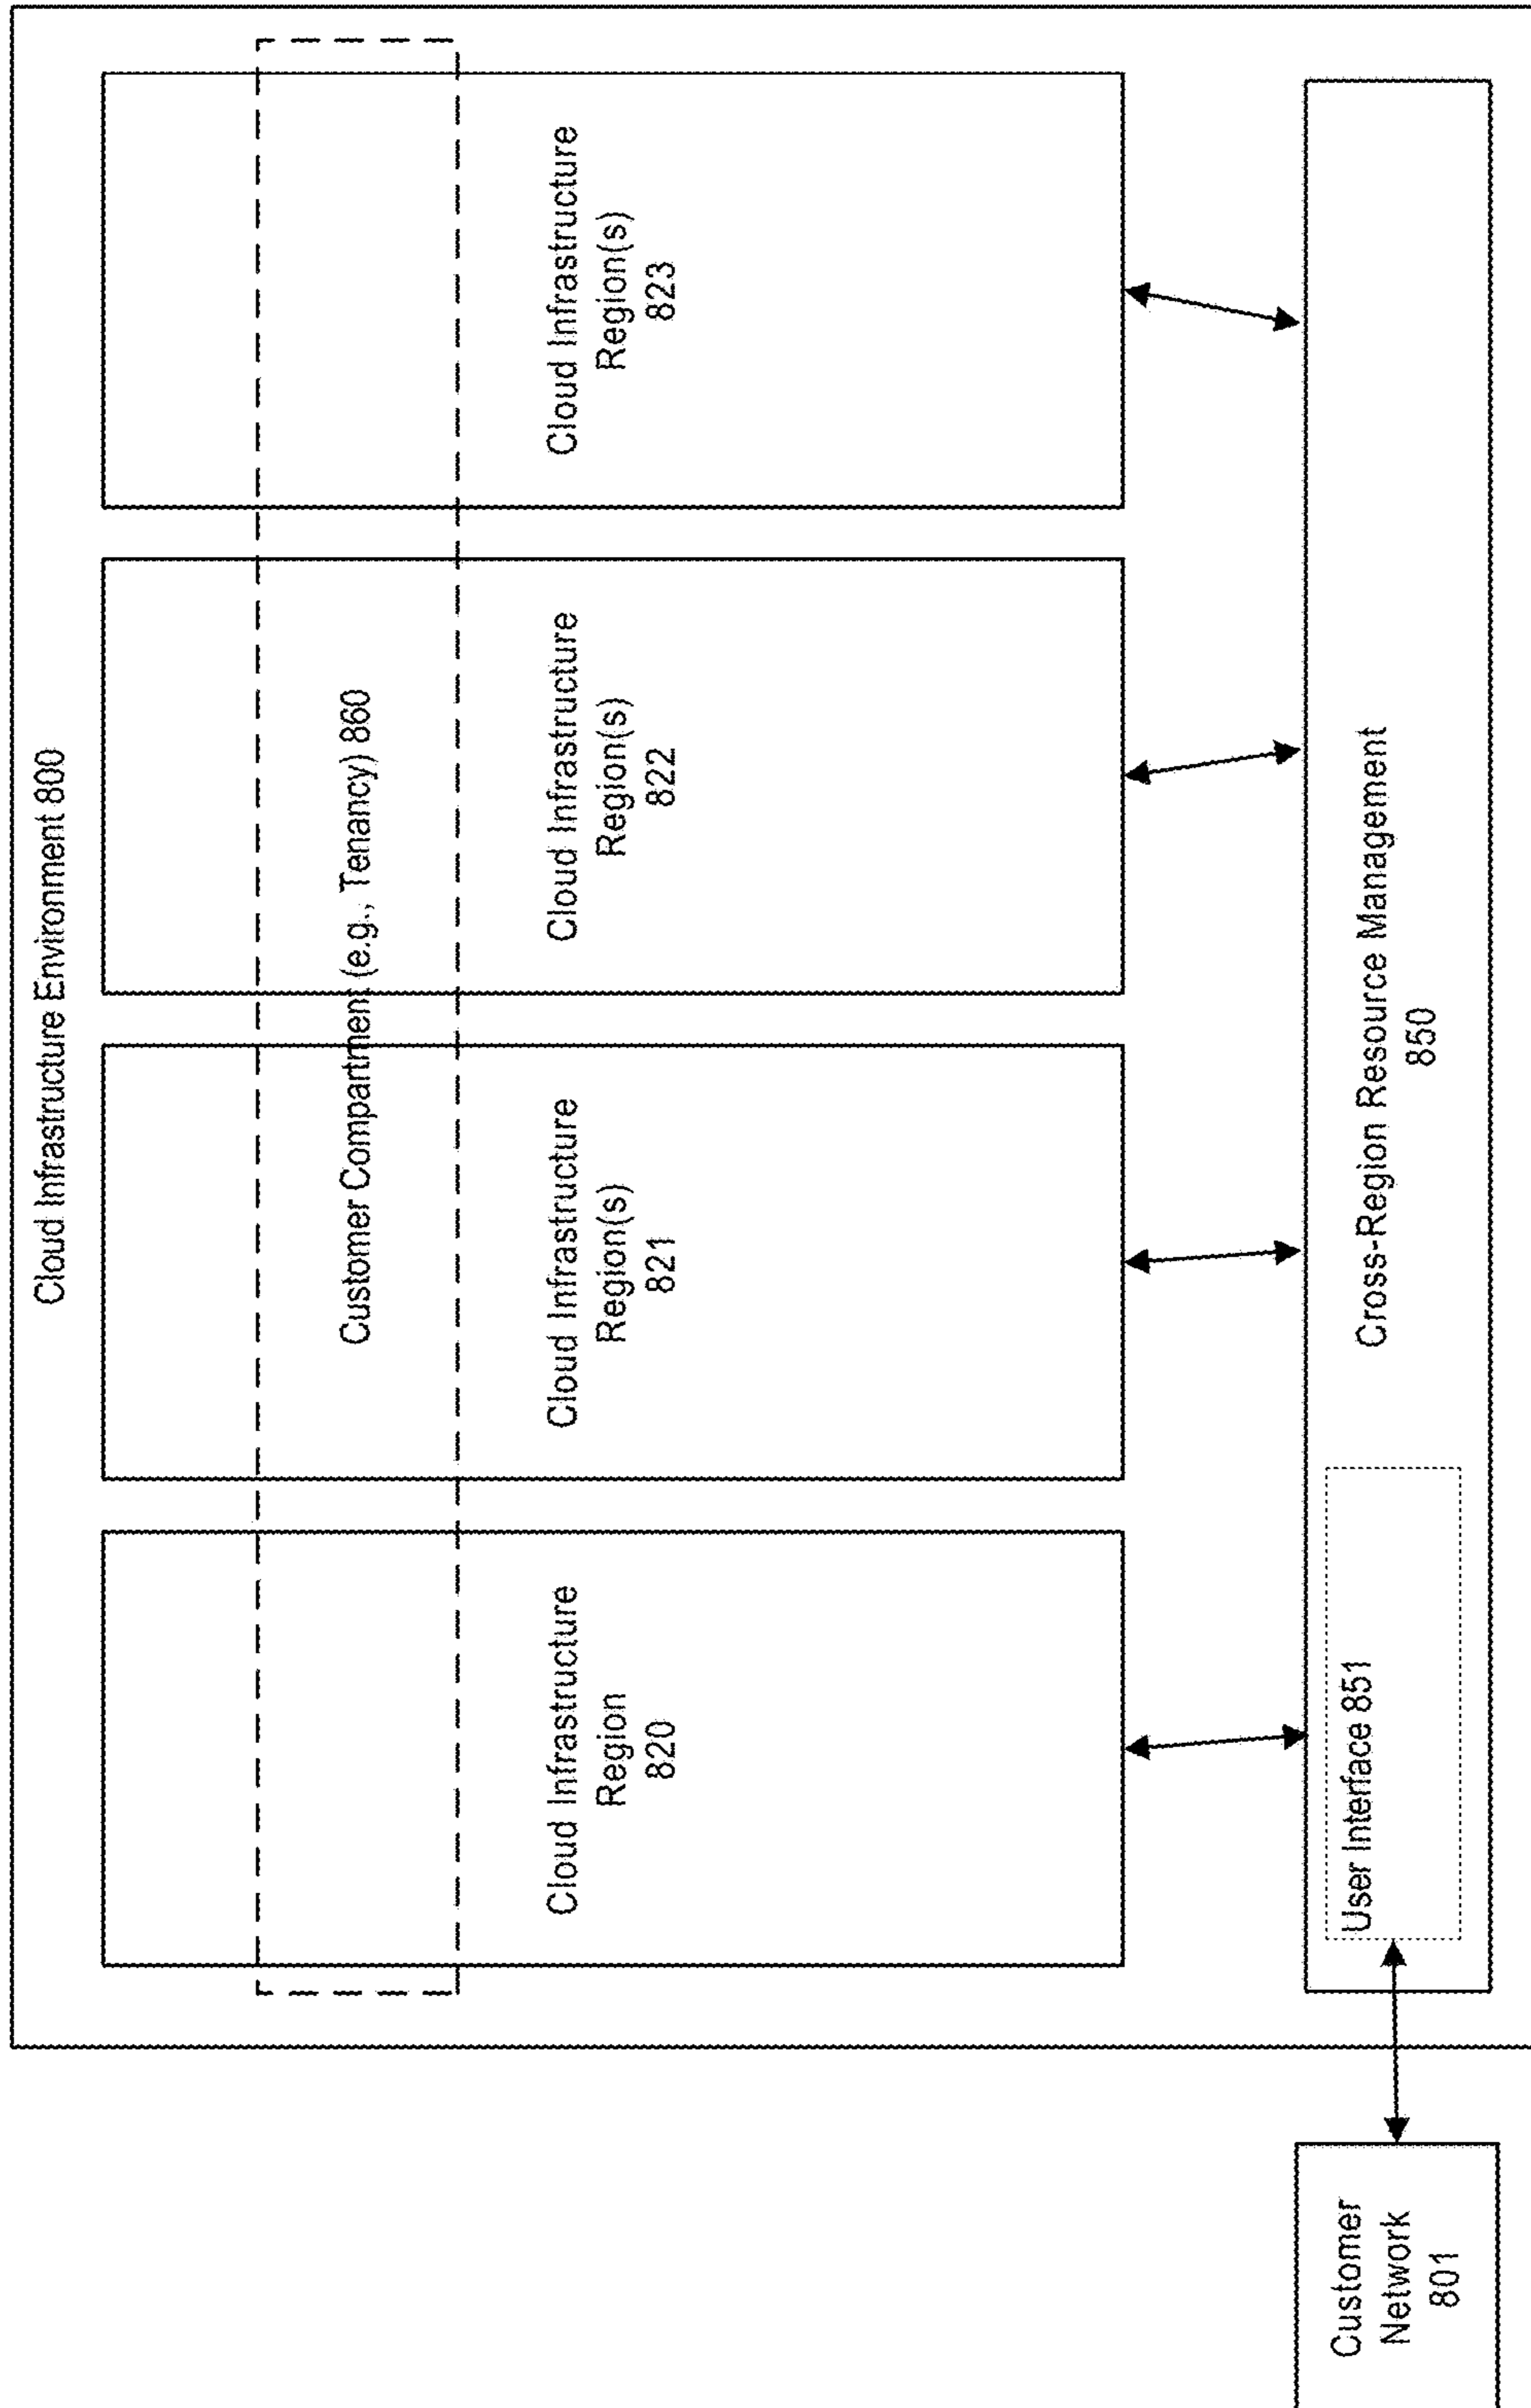 Cloud Infrastructure Environment 800
Customer Compartment (e.g., Tenancy) 860
Cloud Infrastructure
Region
820
Cloud Infrastructure
Region(s)
821
Cloud Infrastructure
Region(s)
822
Cloud Infrastructure
Region(s)
823
User Interface 851
Cross-Region Resource Management
850
Customer
Network
801